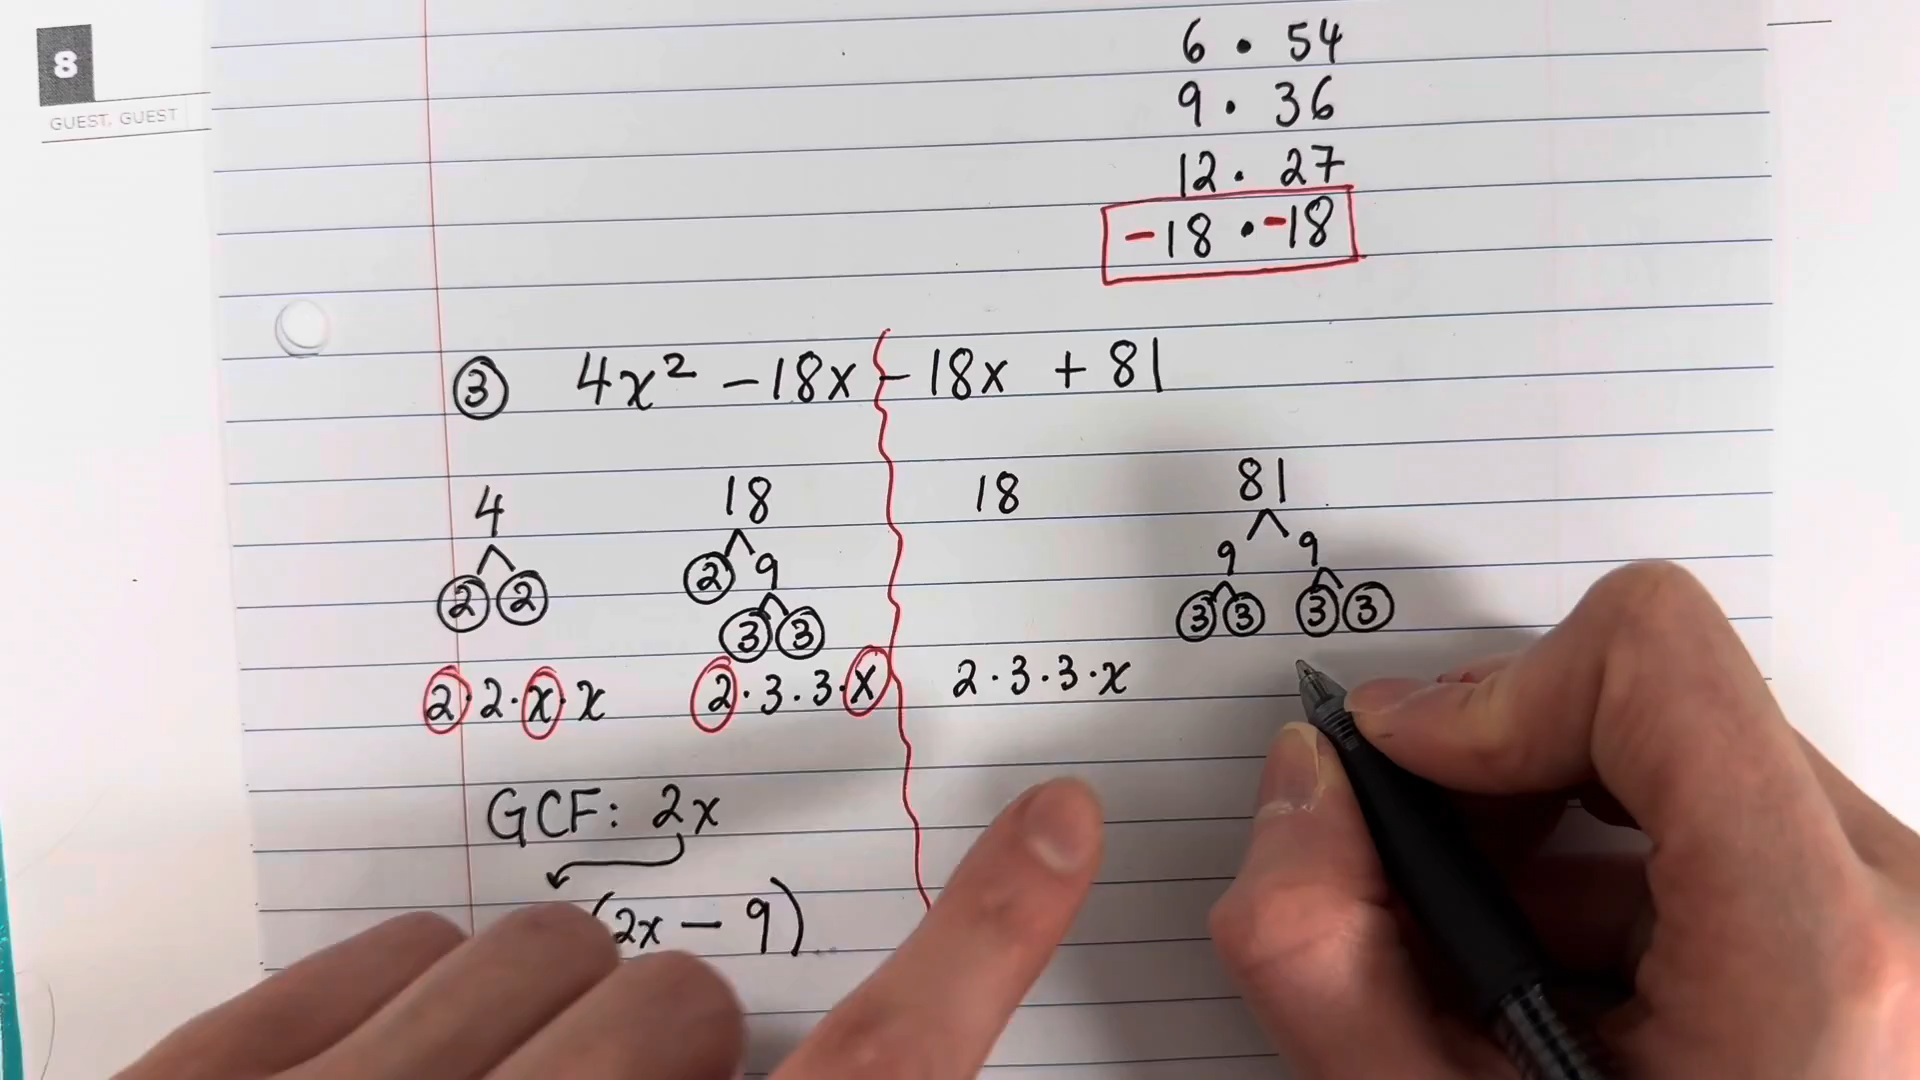 8
GUEST, GUEST
6 · 54
9 · 36
12 · 27
-18 · -18
③ 4x² - 18x - 18x + 81
4 18 18 81
2 2 2 9 9 9
3 3 3 3 3 3
2·2·x·x 2·3·3·x 2·3·3·x
GCF: 2x
(2x - 9)